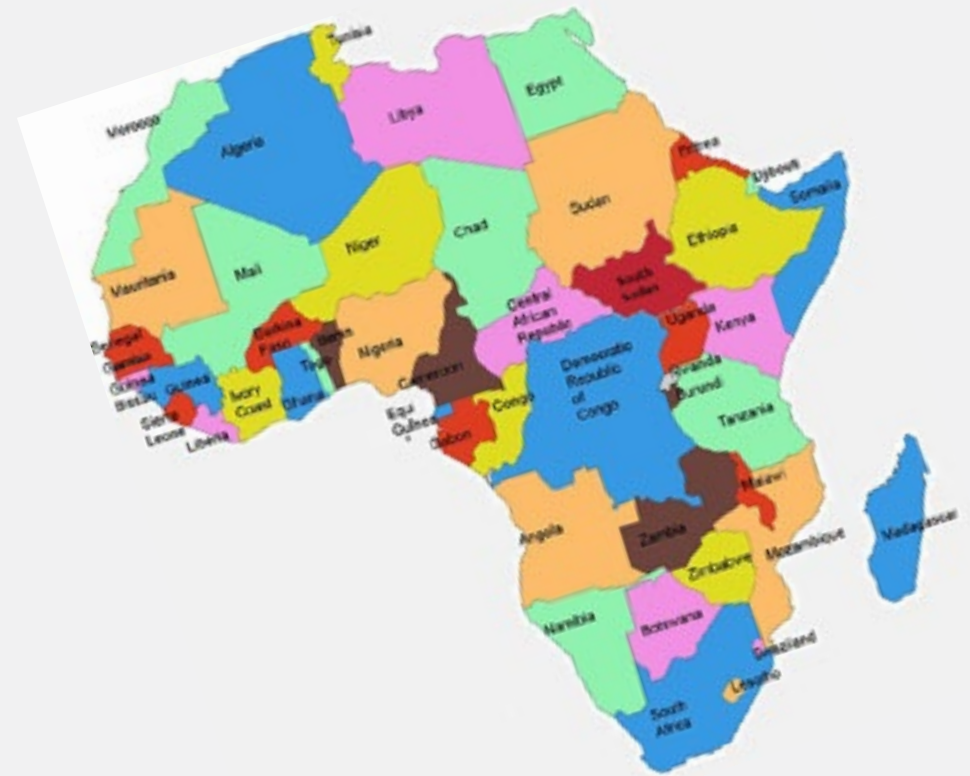 Tunisia
Morocco
Algeria
Libya
Egypt
Mauritania
Mali
Niger
Chad
Sudan
Eritrea
Djibouti
Somalia
Ethiopia
South
Sudan
Senegal
Gambia
Guinea
Bissau
Guinea
Sierra
Leone
Liberia
Ivory
Coast
Burkina
Faso
Ghana
Togo
Benin
Nigeria
Cameroon
Central
African
Republic
Equ
Guinea
Gabon
Congo
Democratic
Republic
of
Congo
Uganda
Kenya
Rwanda
Burundi
Tanzania
Angola
Zambia
Malawi
Mozambique
Zimbabwe
Madagascar
Namibia
Botswana
Swaziland
Lesotho
South
Africa